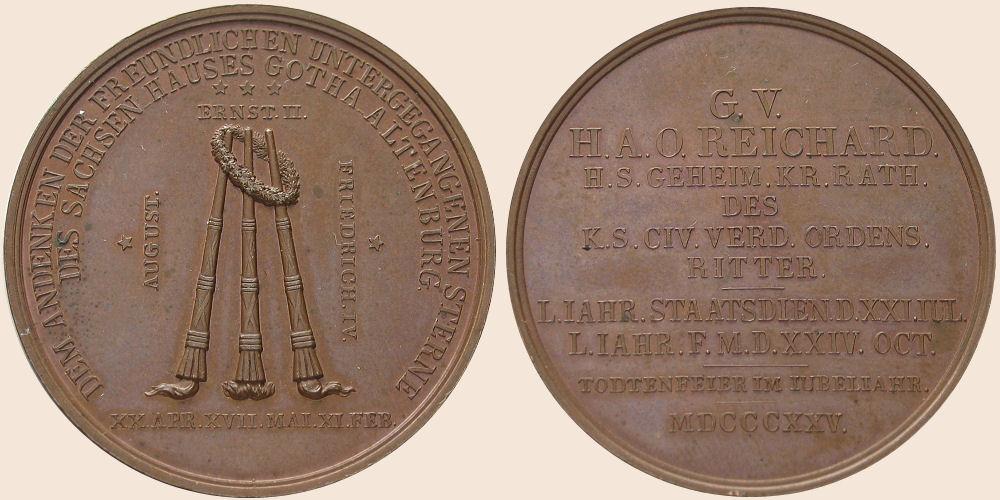 DEM ANDENKEN DER FREUNDLICHEN UNTERGEGANGENEN STERNE
DES SACHSEN HAUSES GOTHA ALTENBURG.
ERNST. II.
AUGUST.
FRIEDRICH. IV.
XX. APR. XVII. MAI. XI. FEB.
G. V.
H. A. O. REICHARD.
H. S. GEHEIM. KR. RATH.
DES
K. S. CIV. VERD. ORDENS.
RITTER.
L. IAHR. STAATSDIEN. D. XXI. IUL.
L. IAHR. F. M. D. XXIV. OCT.
TODTENFEIER IM IUBELIAHR.
MDCCCXXV.